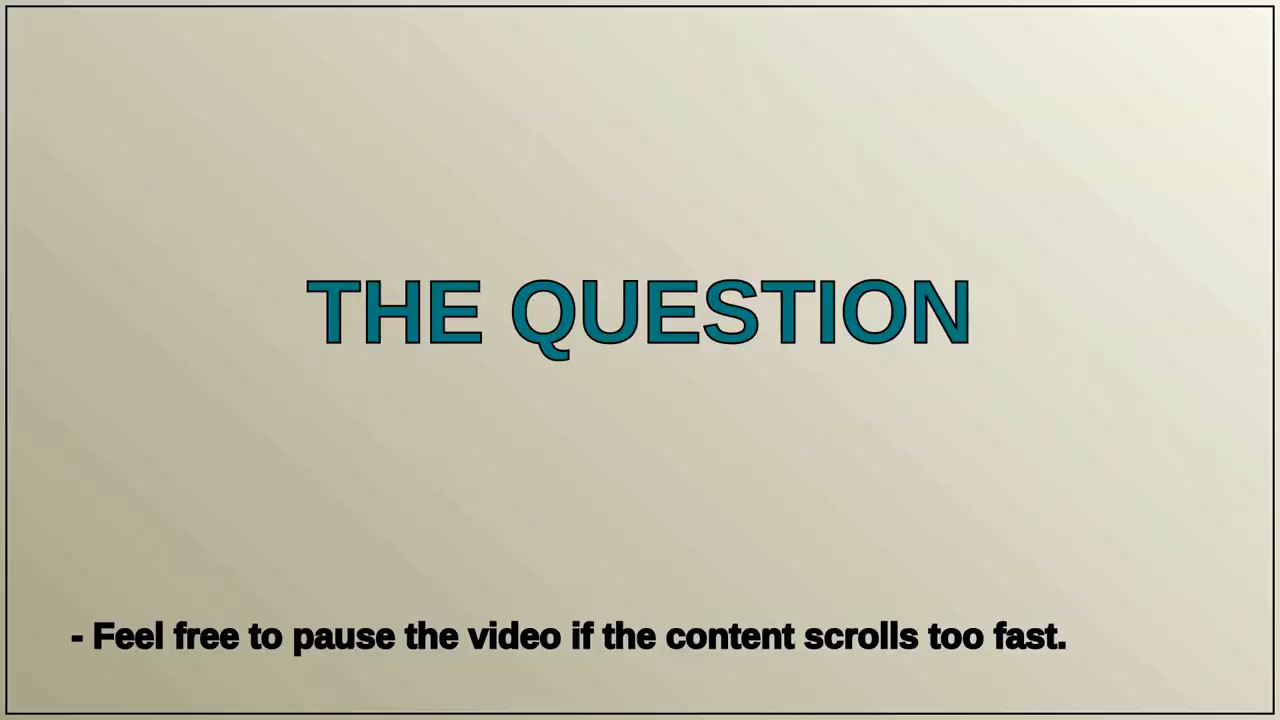 THE QUESTION
- Feel free to pause the video if the content scrolls too fast.